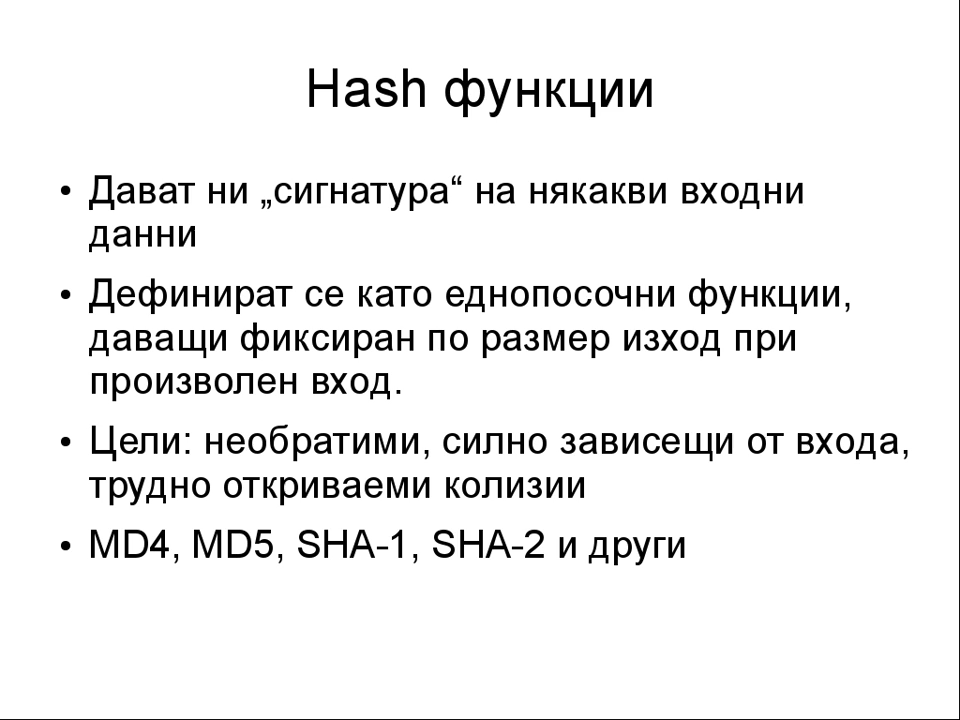 Hash функции
• Дават ни „сигнатура“ на някакви входни
данни
• Дефинират се като еднопосочни функции,
даващи фиксиран по размер изход при
произволен вход.
• Цели: необратими, силно зависещи от входа,
трудно откриваеми колизии
• MD4, MD5, SHA-1, SHA-2 и други